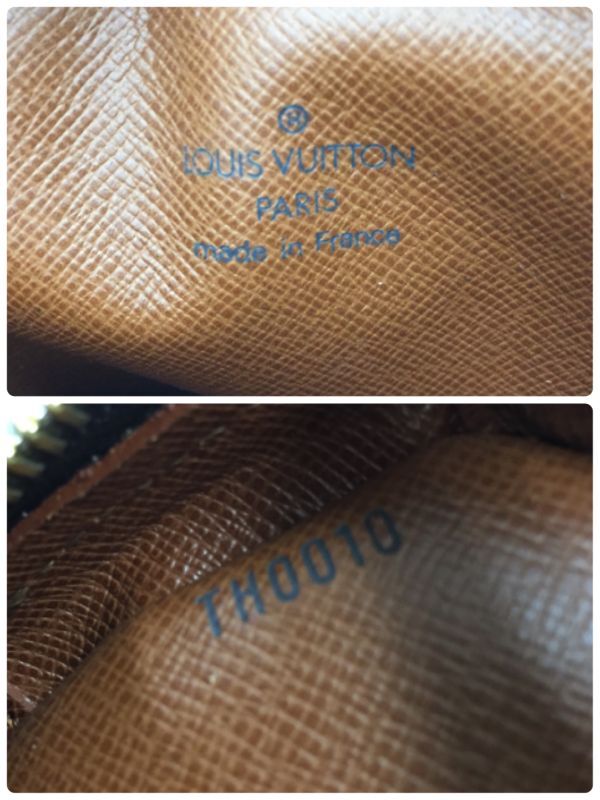 ®
LOUIS VUITTON
PARIS
made in France
TH0010